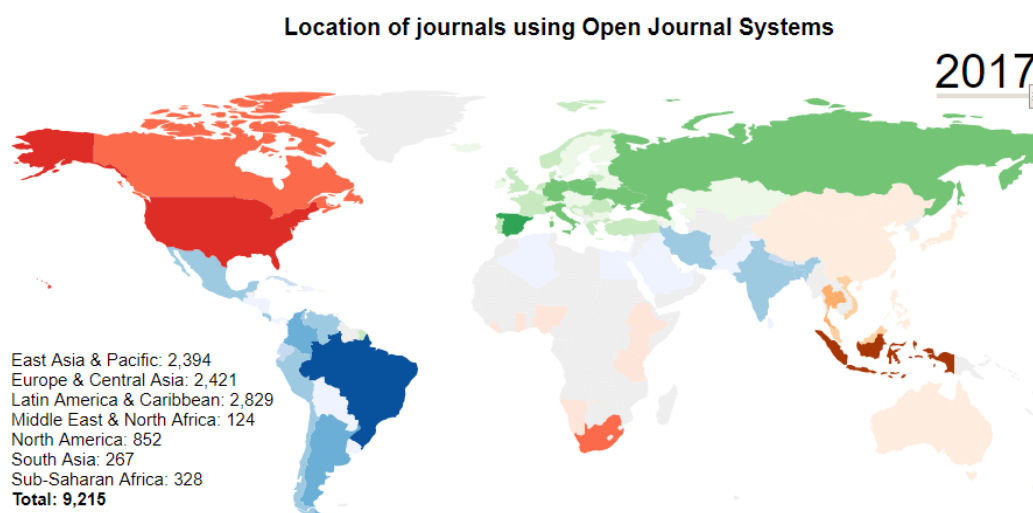 Location of journals using Open Journal Systems
2017
East Asia & Pacific: 2,394
Europe & Central Asia: 2,421
Latin America & Caribbean: 2,829
Middle East & North Africa: 124
North America: 852
South Asia: 267
Sub-Saharan Africa: 328
Total: 9,215